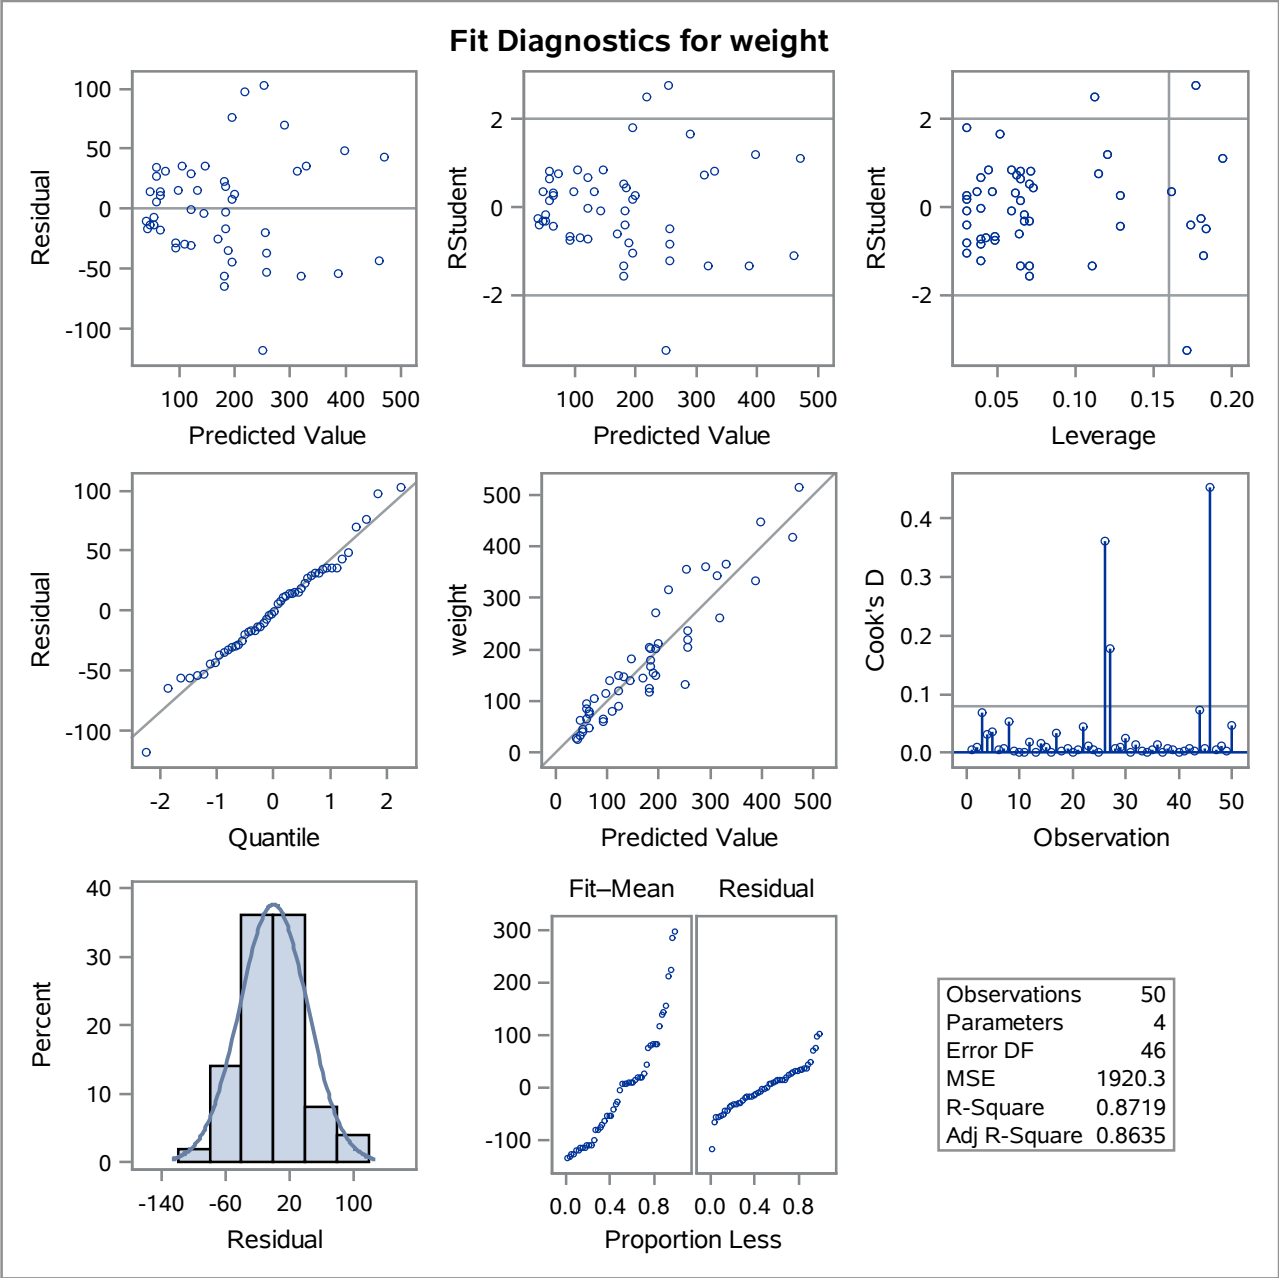 Fit Diagnostics for weight
100
50
0
-50
-100
Residual
100 200 300 400 500
Predicted Value
2
0
-2
RStudent
100 200 300 400 500
Predicted Value
2
0
-2
RStudent
0.05 0.10 0.15 0.20
Leverage
100
50
0
-50
-100
Residual
-2 -1 0 1 2
Quantile
500
400
300
200
100
0
weight
0 100 200 300 400 500
Predicted Value
0.4
0.3
0.2
0.1
0.0
Cook's D
0 10 20 30 40 50
Observation
40
30
20
10
0
Percent
-140 -60 20 100
Residual
Fit–Mean Residual
300
200
100
0
-100
0.0 0.4 0.8 0.0 0.4 0.8
Proportion Less
Observations 50
Parameters 4
Error DF 46
MSE 1920.3
R-Square 0.8719
Adj R-Square 0.8635